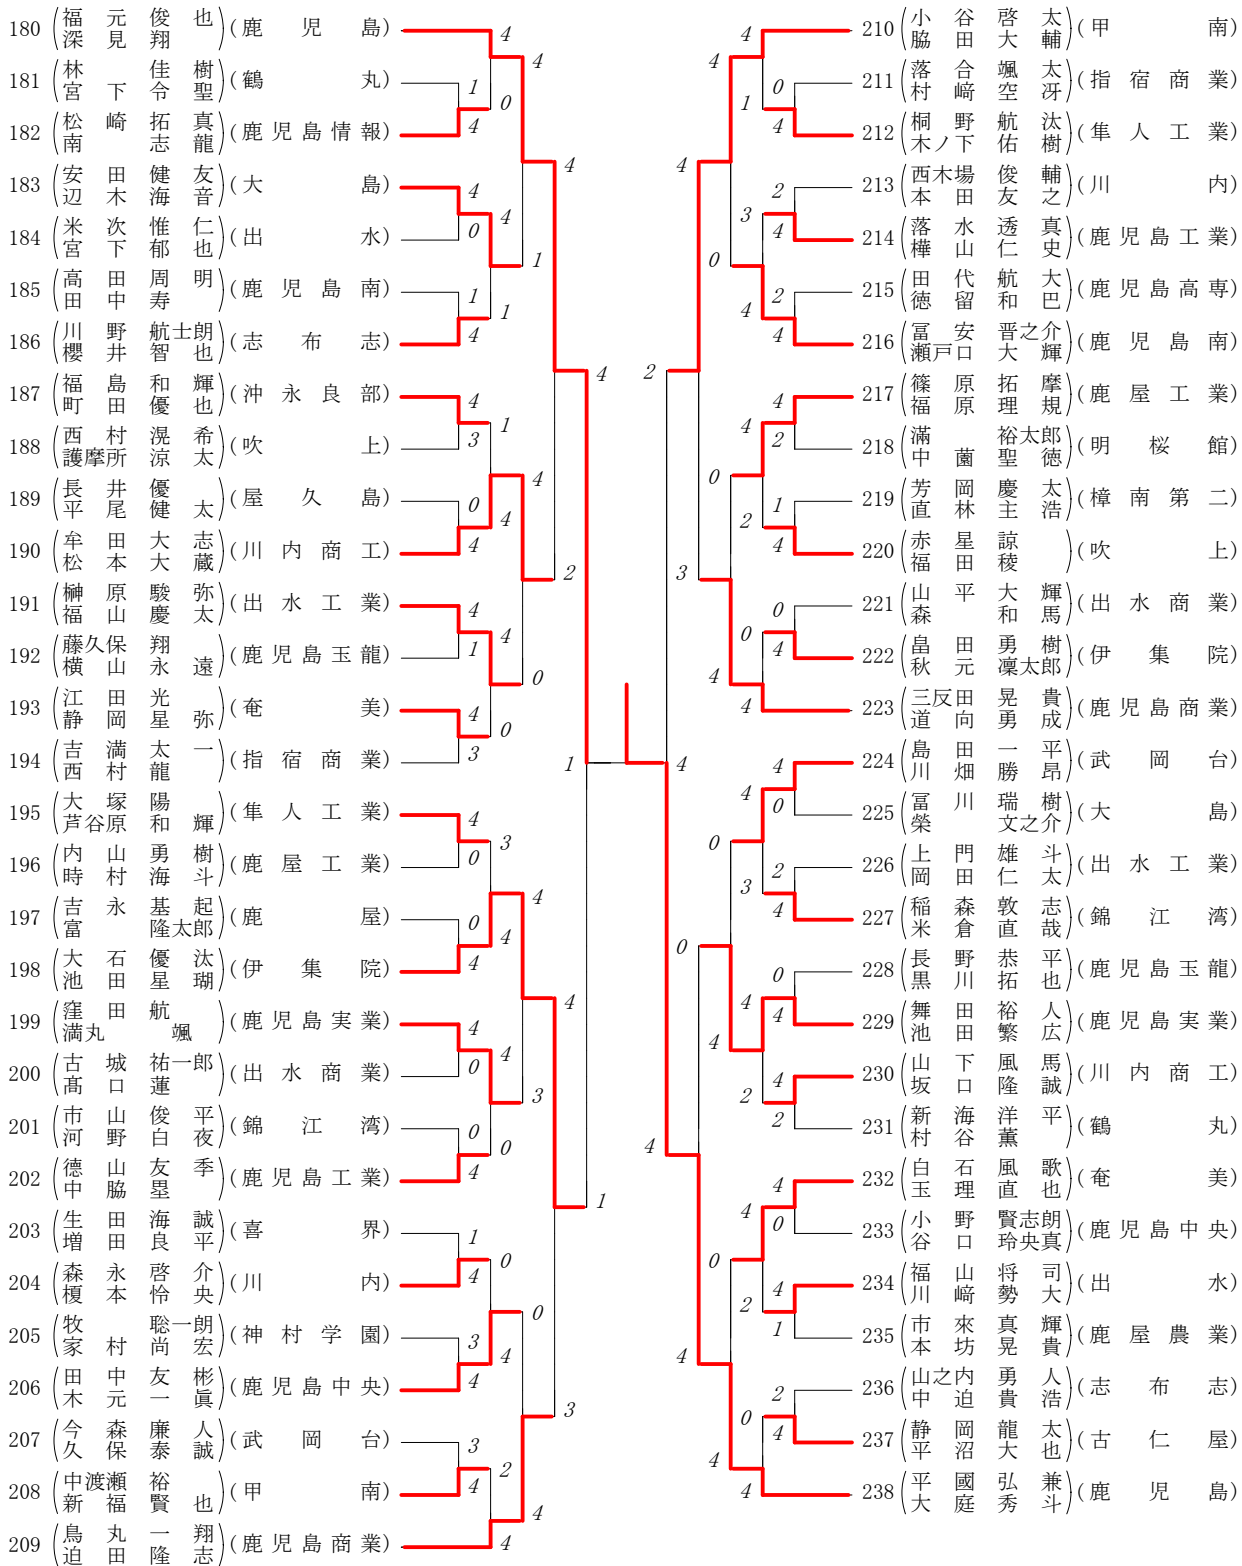 180 (福元俊也 深見翔) (鹿児島)
181 (林佳樹 宮下令聖) (鶴丸)
182 (松崎拓真 南志龍) (鹿児島情報)
183 (安田健友 辺木海音) (大島)
184 (米次惟仁 宮下郁也) (出水)
185 (高田周明 田中寿) (鹿児島南)
186 (川野航士朗 櫻井智也) (志布志)
187 (福島和輝 町田優也) (沖永良部)
188 (西村滉希 護摩所涼太) (吹上)
189 (長井優 平尾健太) (屋久島)
190 (牟田大志 松本大蔵) (川内商工)
191 (榊原駿弥 福山慶太) (出水工業)
192 (藤久保翔 横山永遠) (鹿児島玉龍)
193 (江田光 静岡星弥) (奄美)
194 (吉満太一 西村龍) (指宿商業)
195 (大塚陽 芦谷原和輝) (隼人工業)
196 (内山勇樹 時村海斗) (鹿屋工業)
197 (吉永基起 富隆太郎) (鹿屋)
198 (大石優汰 池田星瑚) (伊集院)
199 (窪田航 満丸颯) (鹿児島実業)
200 (古城祐一郎 髙口蓮) (出水商業)
201 (市山俊平 河野白夜) (錦江湾)
202 (德山友季 中脇塁) (鹿児島工業)
203 (生田海誠 増田良平) (喜界)
204 (森永啓介 榎本怜央) (川内)
205 (牧聡一朗 家村尚宏) (神村学園)
206 (田中友彬 木元一眞) (鹿児島中央)
207 (今森廉人 久保泰誠) (武岡台)
208 (中渡瀬裕 新福賢也) (甲南)
209 (鳥丸一翔 迫田隆志) (鹿児島商業)
210 (小谷啓太 脇田大輔) (甲南)
211 (落合颯太 村﨑空冴) (指宿商業)
212 (桐野航汰 木ノ下佑樹) (隼人工業)
213 (西木場俊輔 本田友之) (川内)
214 (落水透真 樺山仁史) (鹿児島工業)
215 (田代航大 徳留和巴) (鹿児島高専)
216 (冨安晋之介 瀬戸口大輝) (鹿児島南)
217 (篠原拓摩 福原理規) (鹿屋工業)
218 (満裕太郎 中薗聖徳) (明桜館)
219 (芳岡慶太 直林主浩) (樟南第二)
220 (赤星諒 福田稜) (吹上)
221 (山平大輝 森和馬) (出水商業)
222 (畠田勇樹 秋元凜太郎) (伊集院)
223 (三反田晃貴 道向勇成) (鹿児島商業)
224 (島田一平 川畑勝昂) (武岡台)
225 (冨川瑞樹 榮文之介) (大島)
226 (上門雄斗 岡田仁太) (出水工業)
227 (稲森敦志 米倉直哉) (錦江湾)
228 (長野恭平 黒川拓也) (鹿児島玉龍)
229 (舞田裕人 池田繁広) (鹿児島実業)
230 (山下風馬 坂口隆誠) (川内商工)
231 (新海洋平 村谷薫) (鶴丸)
232 (白石風歌 玉理直也) (奄美)
233 (小野賢志朗 谷口玲央真) (鹿児島中央)
234 (福山将司 川﨑勢大) (出水)
235 (市來真輝 本坊晃貴) (鹿屋農業)
236 (山之内勇人 中迫貴浩) (志布志)
237 (静岡龍太 平沼大也) (古仁屋)
238 (平國弘兼 大庭秀斗) (鹿児島)